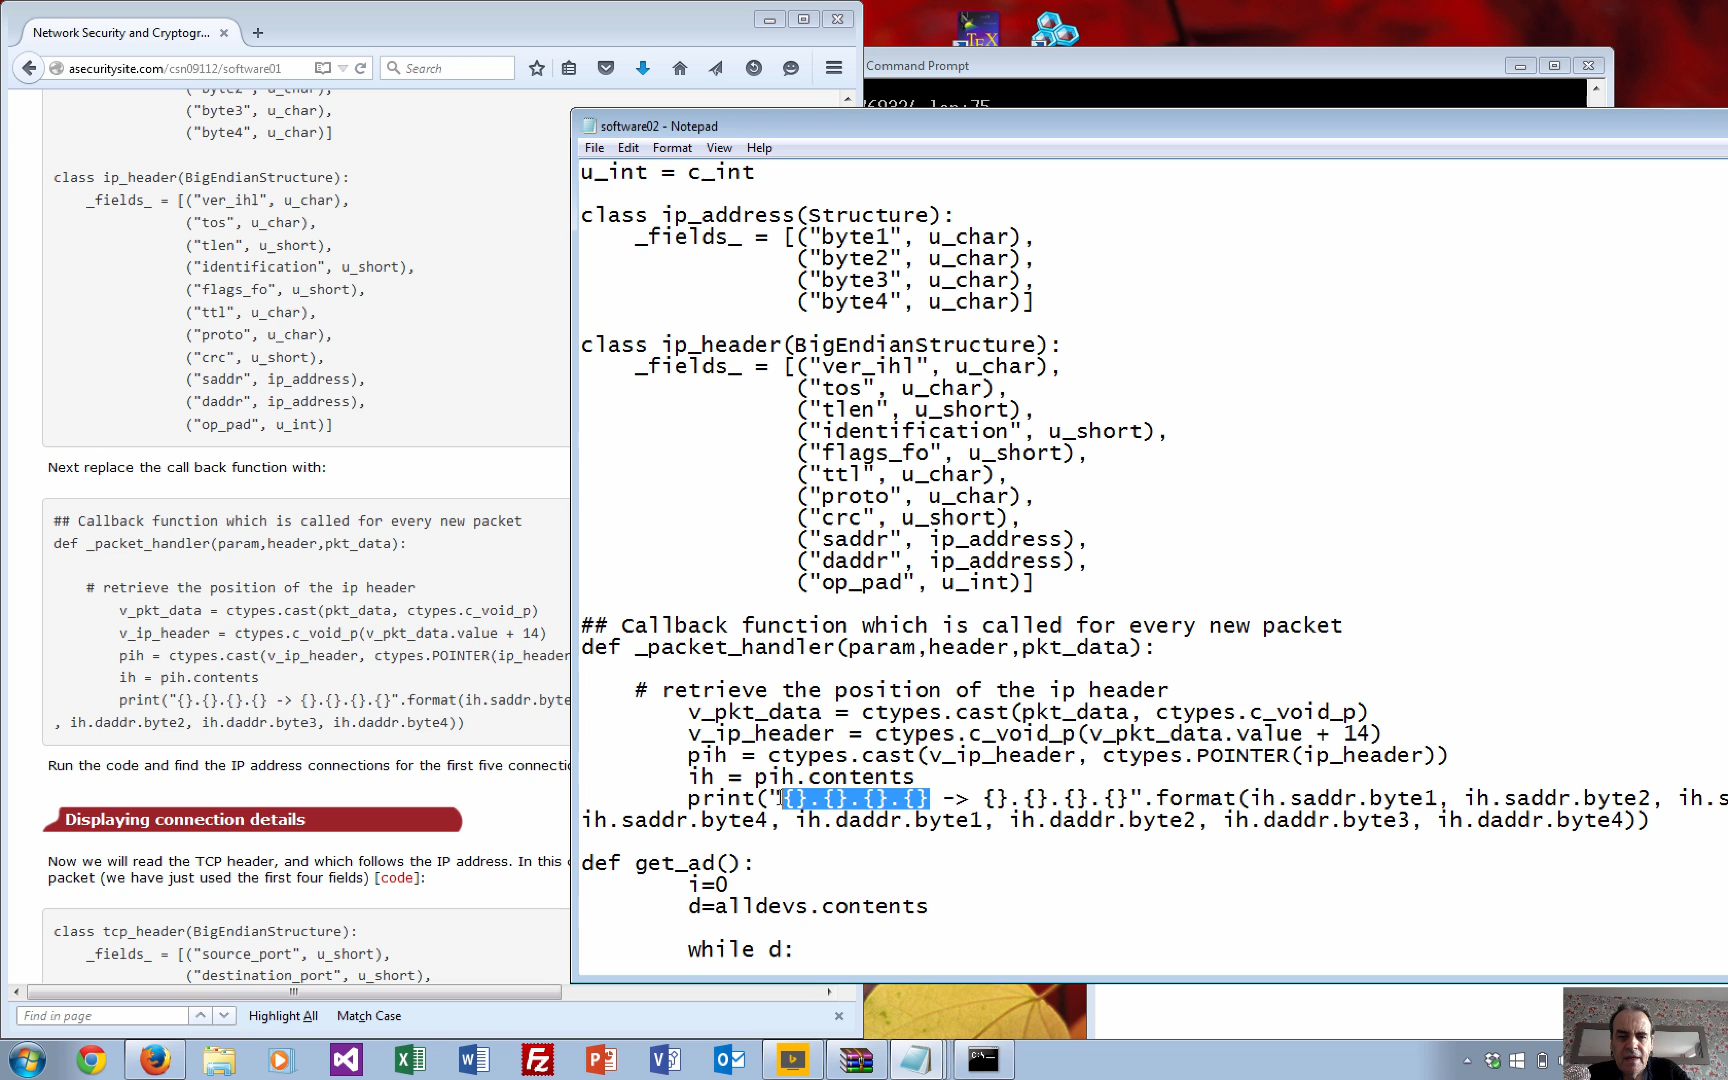 Network Security and Cryptogr...
asecuritysite.com/csn09112/software01
Search
("byte2", u_char),
("byte3", u_char),
("byte4", u_char)]
class ip_header(BigEndianStructure):
_fields_ = [("ver_ihl", u_char),
("tos", u_char),
("tlen", u_short),
("identification", u_short),
("flags_fo", u_short),
("ttl", u_char),
("proto", u_char),
("crc", u_short),
("saddr", ip_address),
("daddr", ip_address),
("op_pad", u_int)]
Next replace the call back function with:
## Callback function which is called for every new packet
def _packet_handler(param,header,pkt_data):
# retrieve the position of the ip header
v_pkt_data = ctypes.cast(pkt_data, ctypes.c_void_p)
v_ip_header = ctypes.c_void_p(v_pkt_data.value + 14)
pih = ctypes.cast(v_ip_header, ctypes.POINTER(ip_header
ih = pih.contents
print("{}.{}.{}.{} -> {}.{}.{}.{}".format(ih.saddr.byte
, ih.daddr.byte2, ih.daddr.byte3, ih.daddr.byte4))
Run the code and find the IP address connections for the first five connectio
Displaying connection details
Now we will read the TCP header, and which follows the IP address. In this
packet (we have just used the first four fields) [code]:
class tcp_header(BigEndianStructure):
_fields_ = [("source_port", u_short),
("destination_port", u_short),
Find in page
Highlight All
Match Case
TEX
Command Prompt
len:75
software02 - Notepad
File Edit Format View Help
u_int = c_int
class ip_address(Structure):
_fields_ = [("byte1", u_char),
("byte2", u_char),
("byte3", u_char),
("byte4", u_char)]
class ip_header(BigEndianStructure):
_fields_ = [("ver_ihl", u_char),
("tos", u_char),
("tlen", u_short),
("identification", u_short),
("flags_fo", u_short),
("ttl", u_char),
("proto", u_char),
("crc", u_short),
("saddr", ip_address),
("daddr", ip_address),
("op_pad", u_int)]
## Callback function which is called for every new packet
def _packet_handler(param,header,pkt_data):
# retrieve the position of the ip header
v_pkt_data = ctypes.cast(pkt_data, ctypes.c_void_p)
v_ip_header = ctypes.c_void_p(v_pkt_data.value + 14)
pih = ctypes.cast(v_ip_header, ctypes.POINTER(ip_header))
ih = pih.contents
print("{}.{}.{}.{} -> {}.{}.{}.{}".format(ih.saddr.byte1, ih.saddr.byte2, ih.s
ih.saddr.byte4, ih.daddr.byte1, ih.daddr.byte2, ih.daddr.byte3, ih.daddr.byte4))
def get_ad():
i=0
d=alldevs.contents
while d: